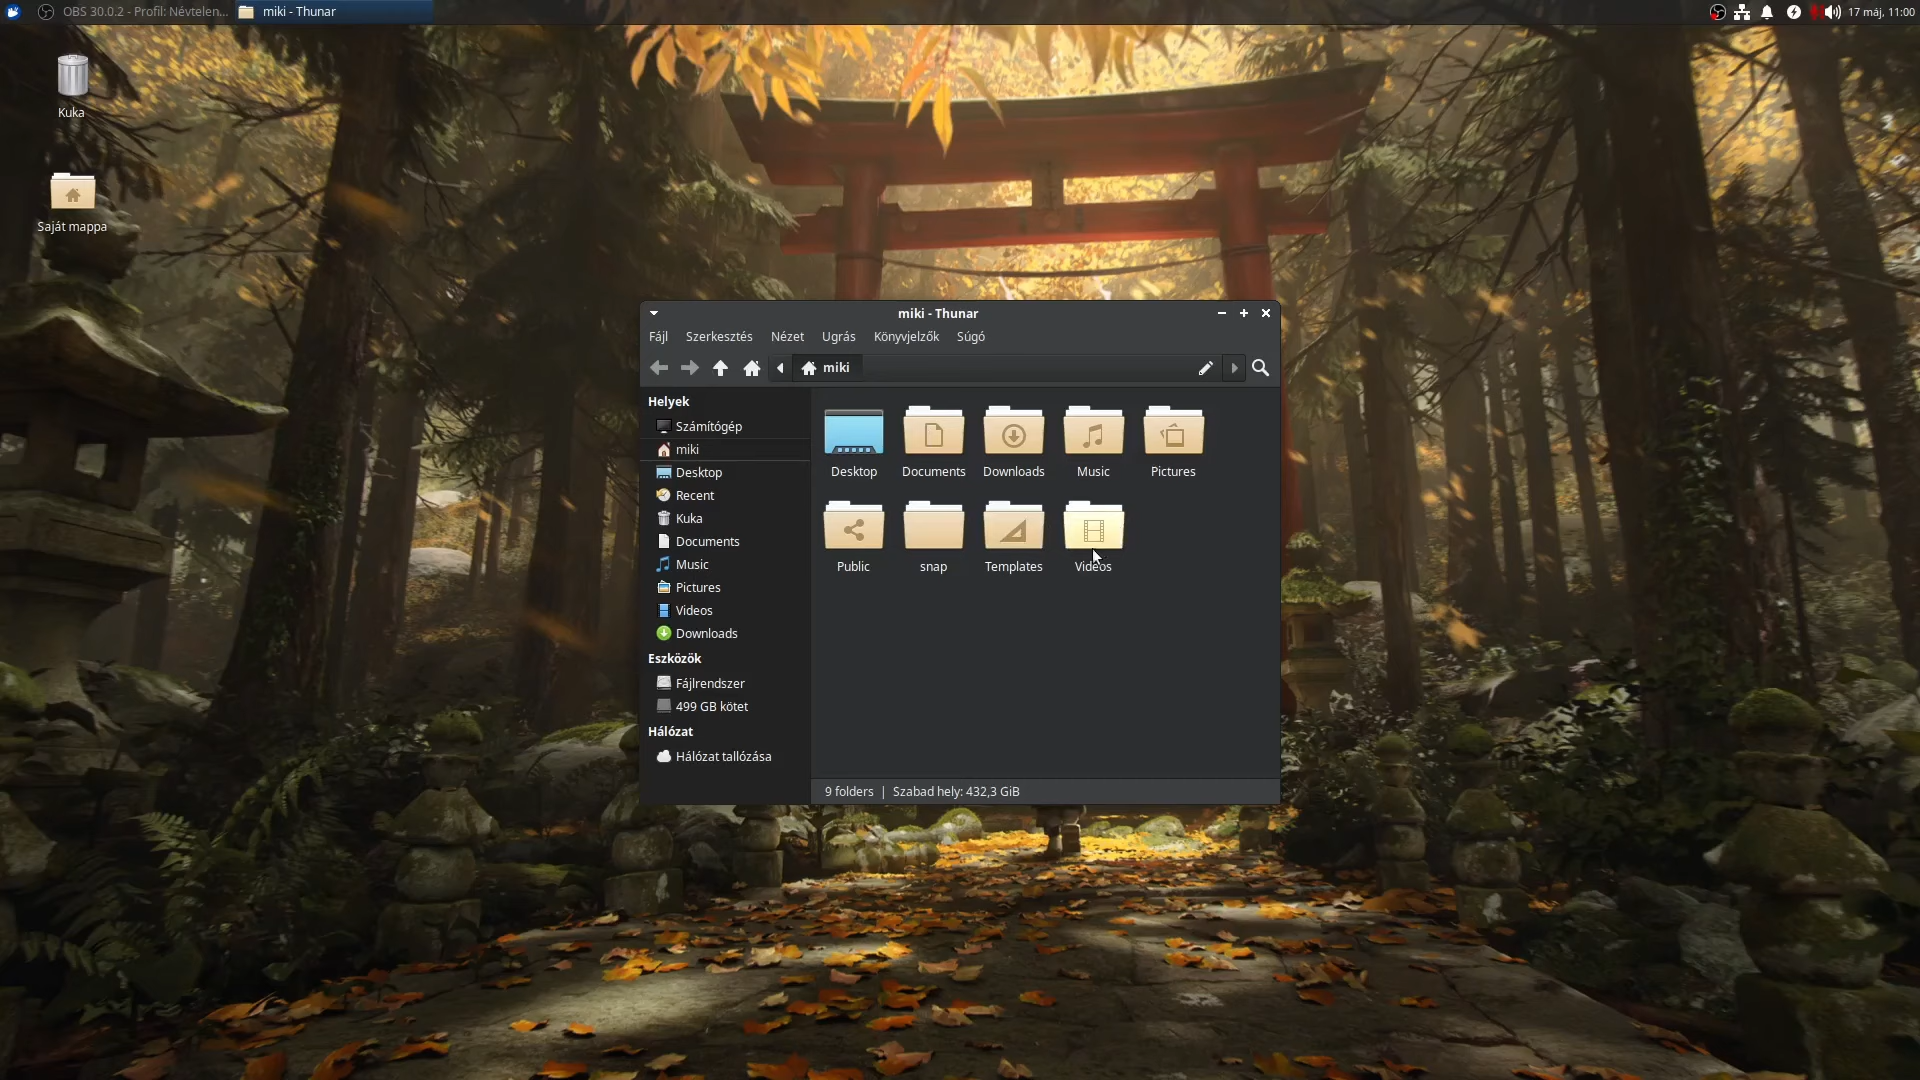 OBS 30.0.2 - Profil: Névtelen...
miki - Thunar
17 máj, 11:00
Kuka
Saját mappa
miki - Thunar
Fájl Szerkesztés Nézet Ugrás Könyvjelzők Súgó
miki
Helyek
Számítógép
miki
Desktop
Recent
Kuka
Documents
Music
Pictures
Videos
Downloads
Eszközök
Fájlrendszer
499 GB kötet
Hálózat
Hálózat tallózása
Desktop Documents Downloads Music Pictures
Public snap Templates Videos
9 folders | Szabad hely: 432,3 GiB